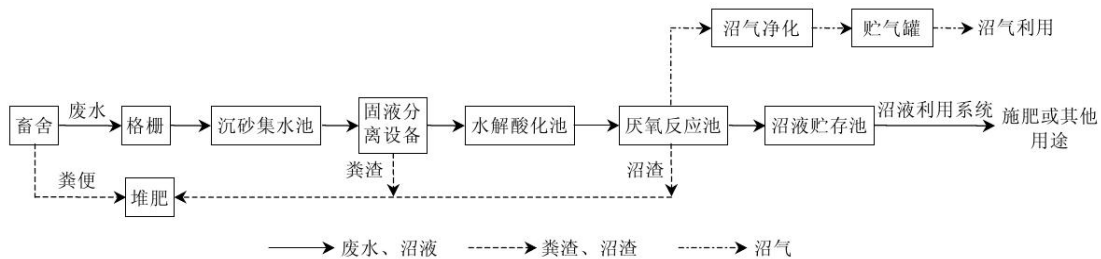 沼气净化
贮气罐
沼气利用
畜舍
废水
格栅
沉砂集水池
固液分
离设备
水解酸化池
厌氧反应池
沼液贮存池
沼液利用系统
施肥或其他
用途
粪便
堆肥
粪渣
沼渣
废水、沼液
粪渣、沼渣
沼气